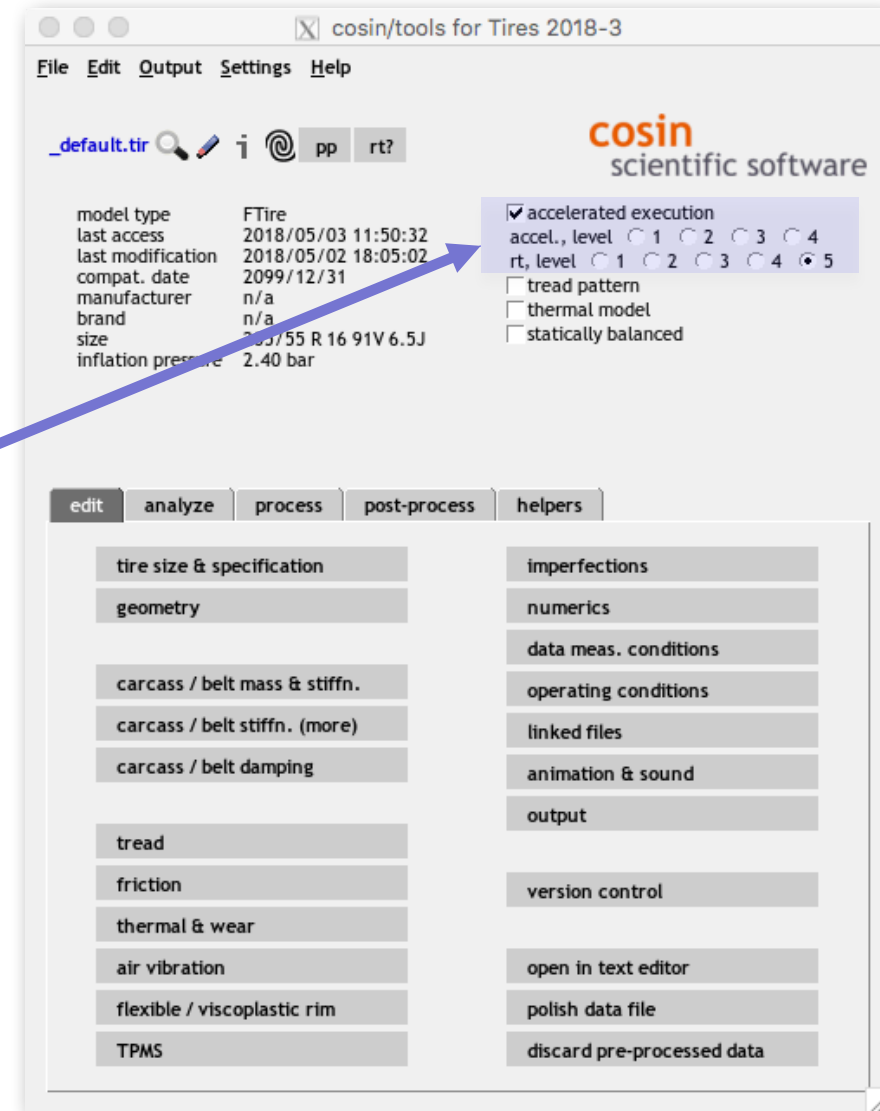 cosin/tools for Tires 2018-3
File Edit Output Settings Help
_default.tir i pp rt?
cosin
scientific software
model type FTire
last access 2018/05/03 11:50:32
last modification 2018/05/02 18:05:02
compat. date 2099/12/31
manufacturer n/a
brand n/a
size /55 R 16 91V 6.5J
inflation pressure 2.40 bar
accelerated execution
accel., level 1 2 3 4
rt, level 1 2 3 4 5
tread pattern
thermal model
statically balanced
edit analyze process post-process helpers
tire size & specification
geometry
carcass / belt mass & stiffn.
carcass / belt stiffn. (more)
carcass / belt damping
tread
friction
thermal & wear
air vibration
flexible / viscoplastic rim
TPMS
imperfections
numerics
data meas. conditions
operating conditions
linked files
animation & sound
output
version control
open in text editor
polish data file
discard pre-processed data